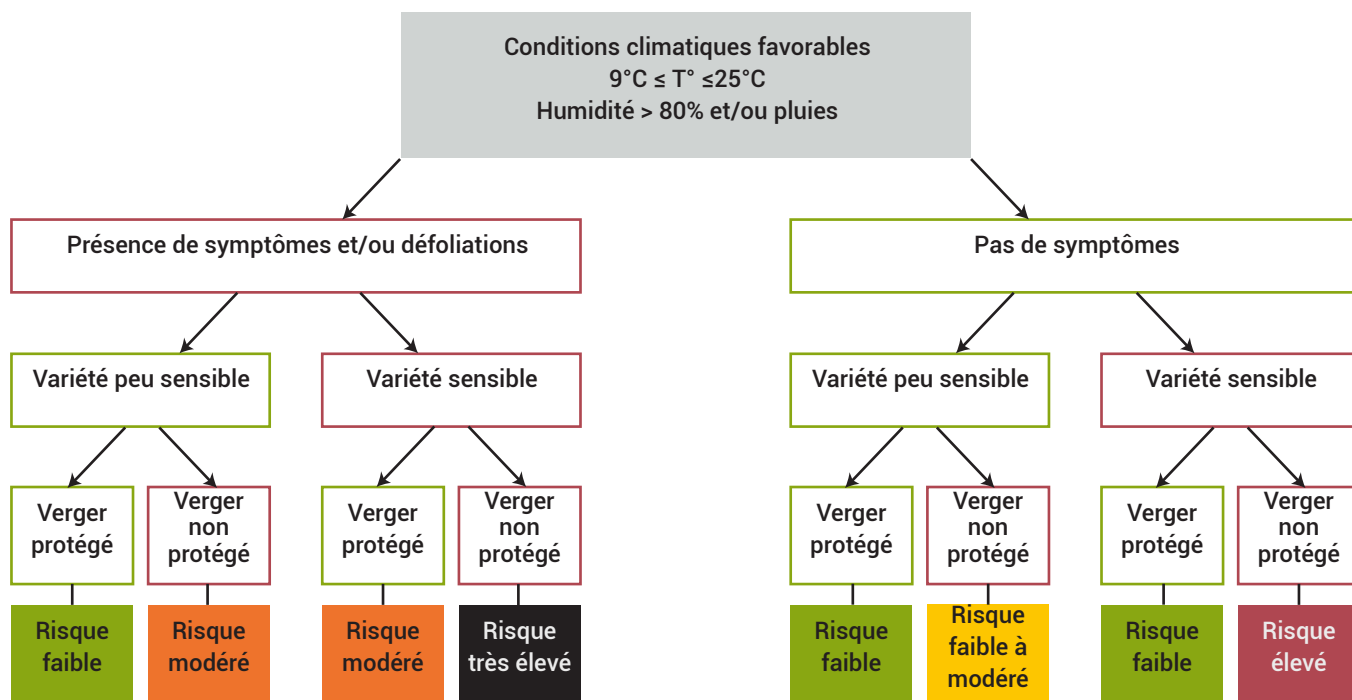 Conditions climatiques favorables
9°C ≤ T° ≤25°C
Humidité > 80% et/ou pluies
Présence de symptômes et/ou défoliations
Pas de symptômes
Variété peu sensible
Variété sensible
Variété peu sensible
Variété sensible
Verger
protégé
Verger
non
protégé
Verger
protégé
Verger
non
protégé
Verger
protégé
Verger
non
protégé
Verger
protégé
Verger
non
protégé
Risque
faible
Risque
modéré
Risque
modéré
Risque
très élevé
Risque
faible
Risque
faible à
modéré
Risque
faible
Risque
élevé